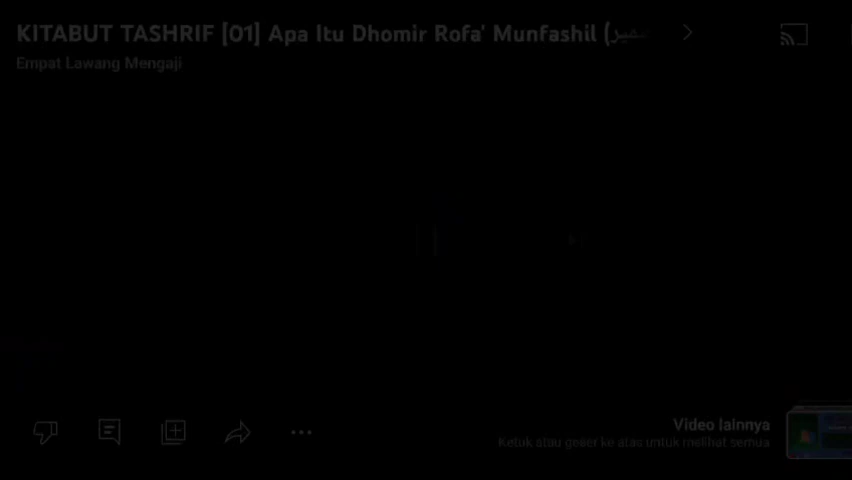 KITABUT TASHRIF [01] Apa Itu Dhomir Rofa' Munfashil (
Empat Lawang Mengaji
Video lainnya
Ketuk atau geser ke atas untuk melihat semua